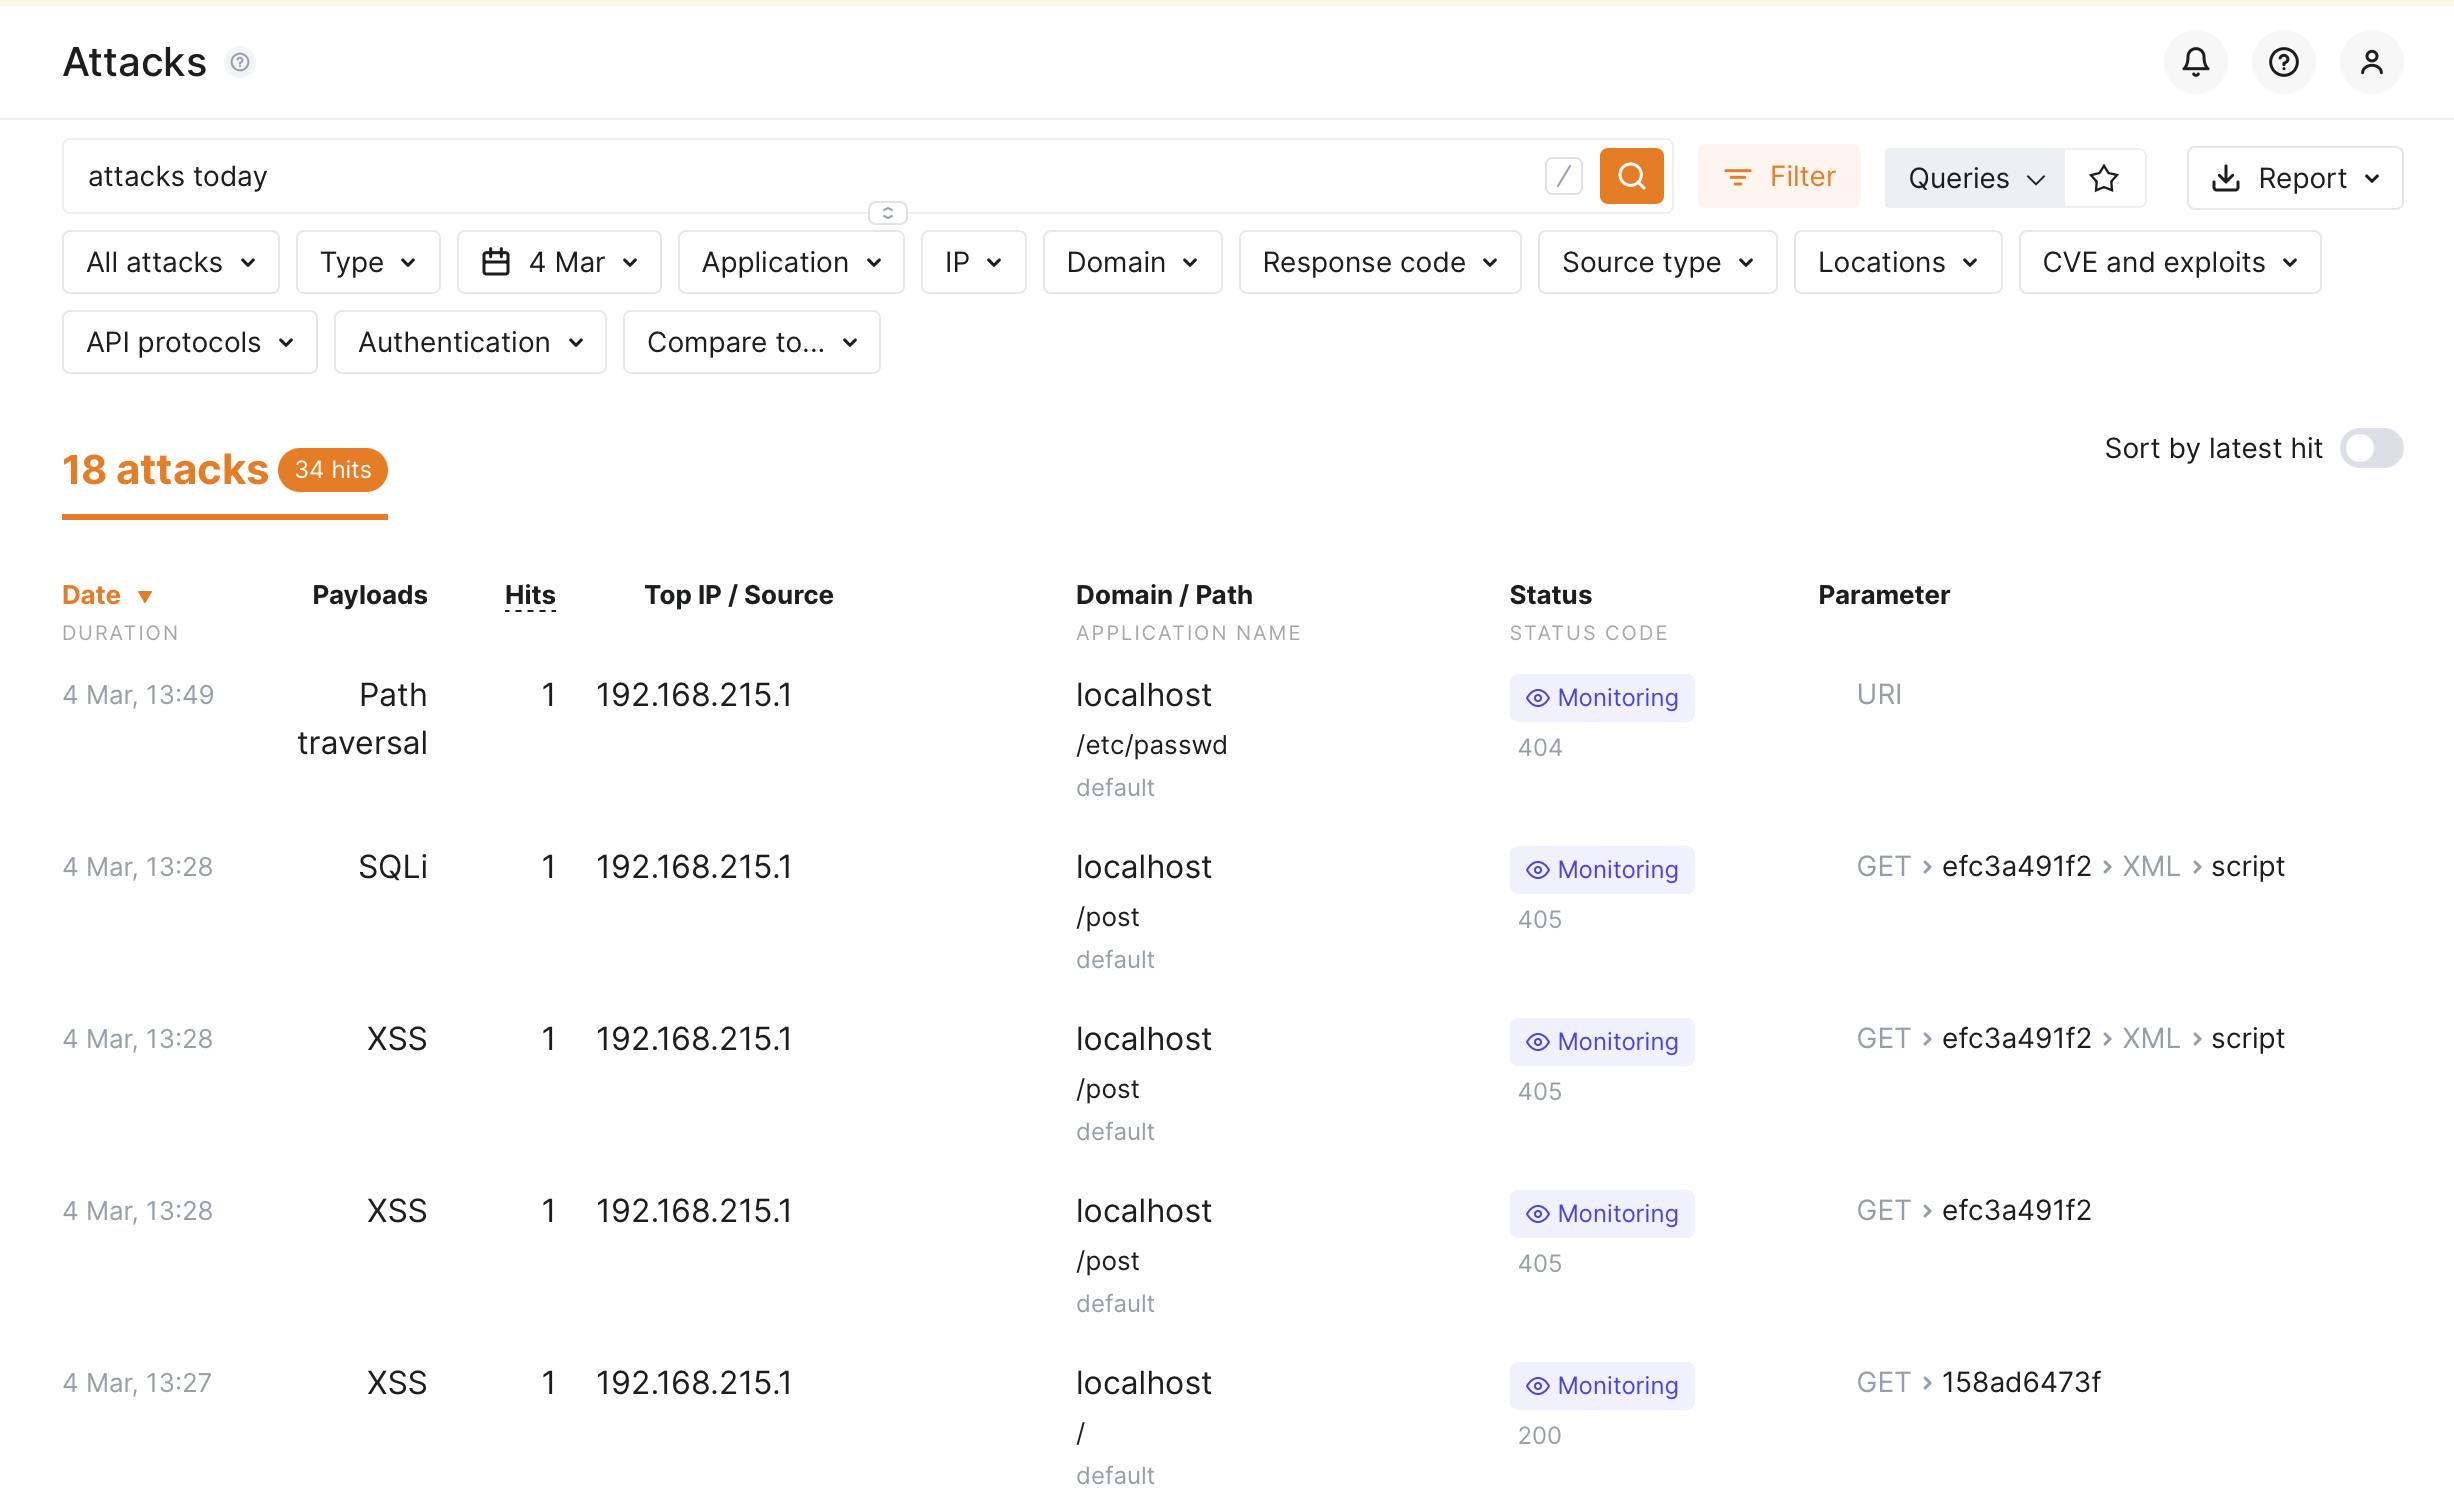 Attacks
attacks today
/
Filter
Queries
Report
All attacks
Type
4 Mar
Application
IP
Domain
Response code
Source type
Locations
CVE and exploits
API protocols
Authentication
Compare to...
18 attacks 34 hits
Sort by latest hit
Date ▼ Payloads Hits Top IP / Source Domain / Path Status Parameter
DURATION APPLICATION NAME STATUS CODE
4 Mar, 13:49 Path 1 192.168.215.1 localhost Monitoring URI
traversal /etc/passwd 404
default
4 Mar, 13:28 SQLi 1 192.168.215.1 localhost Monitoring GET › efc3a491f2 › XML › script
/post 405
default
4 Mar, 13:28 XSS 1 192.168.215.1 localhost Monitoring GET › efc3a491f2 › XML › script
/post 405
default
4 Mar, 13:28 XSS 1 192.168.215.1 localhost Monitoring GET › efc3a491f2
/post 405
default
4 Mar, 13:27 XSS 1 192.168.215.1 localhost Monitoring GET › 158ad6473f
/ 200
default